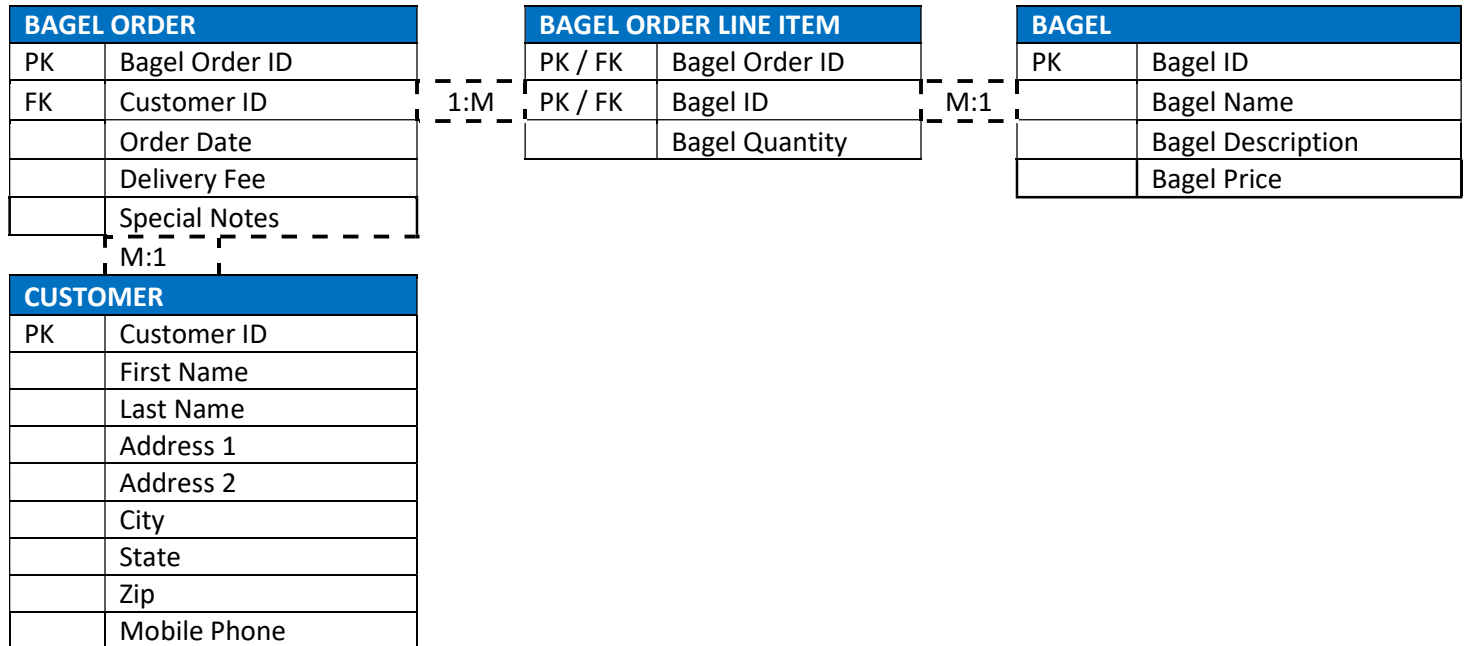 BAGEL ORDER
PK Bagel Order ID
FK Customer ID
Order Date
Delivery Fee
Special Notes
1:M
BAGEL ORDER LINE ITEM
PK / FK Bagel Order ID
PK / FK Bagel ID
Bagel Quantity
M:1
BAGEL
PK Bagel ID
Bagel Name
Bagel Description
Bagel Price
M:1
CUSTOMER
PK Customer ID
First Name
Last Name
Address 1
Address 2
City
State
Zip
Mobile Phone